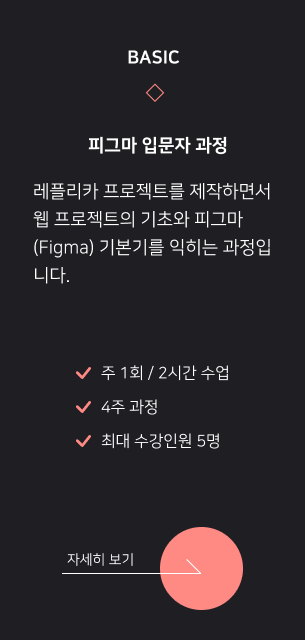 BASIC
피그마 입문자 과정
레플리카 프로젝트를 제작하면서
웹 프로젝트의 기초와 피그마
(Figma) 기본기를 익히는 과정입
니다.
주 1회 / 2시간 수업
4주 과정
최대 수강인원 5명
자세히 보기